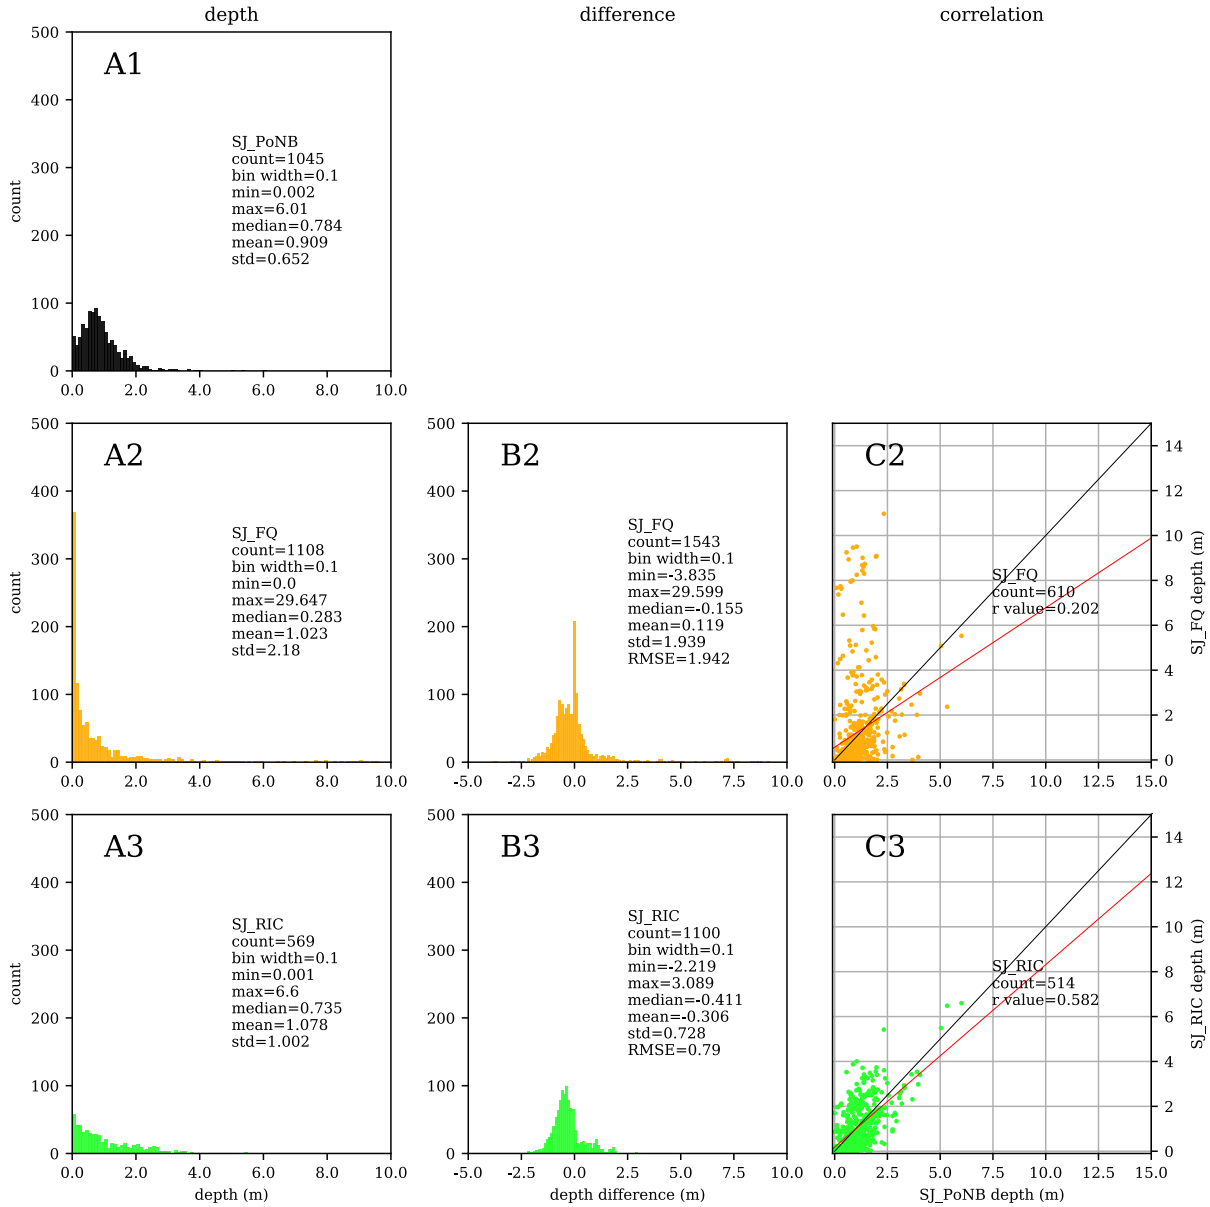 depth
difference
correlation
500
400
300
200
100
0
count
A1
SJ_PoNB
count=1045
bin width=0.1
min=0.002
max=6.01
median=0.784
mean=0.909
std=0.652
0.0 2.0 4.0 6.0 8.0 10.0
500
400
300
200
100
0
count
A2
SJ_FQ
count=1108
bin width=0.1
min=0.0
max=29.647
median=0.283
mean=1.023
std=2.18
0.0 2.0 4.0 6.0 8.0 10.0
500
400
300
200
100
0
B2
SJ_FQ
count=1543
bin width=0.1
min=-3.835
max=29.599
median=-0.155
mean=0.119
std=1.939
RMSE=1.942
-5.0 -2.5 0.0 2.5 5.0 7.5 10.0
C2
SJ_FQ
count=610
r value=0.202
14
12
10
8
6
4
2
0
SJ_FQ depth (m)
0.0 2.5 5.0 7.5 10.0 12.5 15.0
500
400
300
200
100
0
count
A3
SJ_RIC
count=569
bin width=0.1
min=0.001
max=6.6
median=0.735
mean=1.078
std=1.002
0.0 2.0 4.0 6.0 8.0 10.0
depth (m)
500
400
300
200
100
0
B3
SJ_RIC
count=1100
bin width=0.1
min=-2.219
max=3.089
median=-0.411
mean=-0.306
std=0.728
RMSE=0.79
-5.0 -2.5 0.0 2.5 5.0 7.5 10.0
depth difference (m)
C3
SJ_RIC
count=514
r value=0.582
14
12
10
8
6
4
2
0
SJ_RIC depth (m)
0.0 2.5 5.0 7.5 10.0 12.5 15.0
SJ_PoNB depth (m)